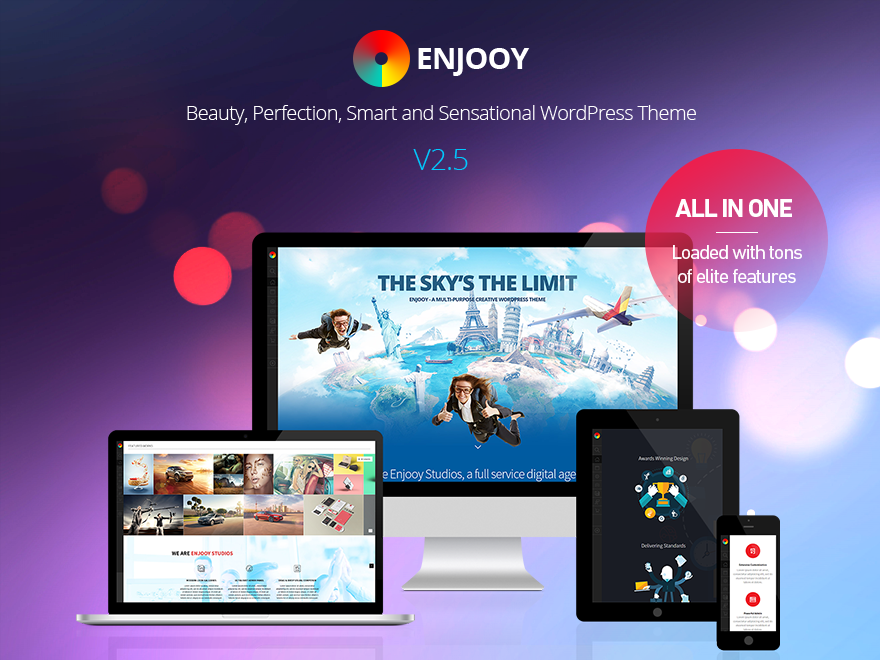 ENJOOY
Beauty, Perfection, Smart and Sensational WordPress Theme
V2.5
ALL IN ONE
Loaded with tons
of elite features
THE SKY'S THE LIMIT
ENJOOY - A MULTI-PURPOSE CREATIVE WORDPRESS THEME
e Enjooy Studios, a full service digital age
WE ARE ENJOOY STUDIOS
Awards Winning Design
Delivering Standards